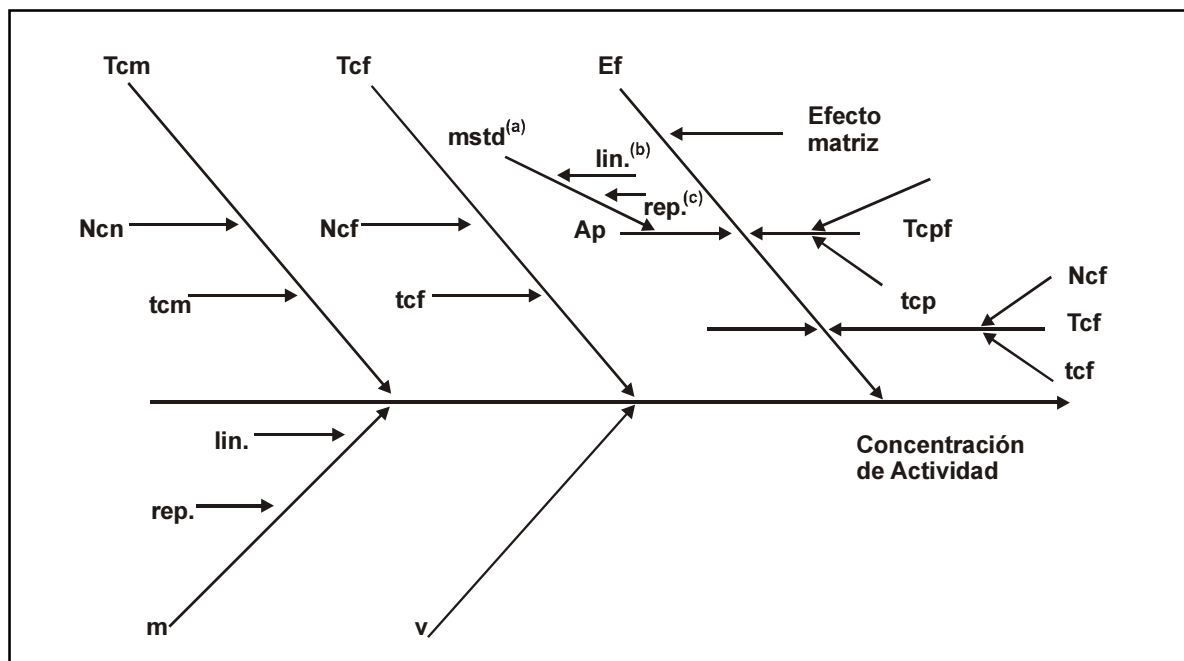 Tcm
Tcf
Ef
Efecto
matriz
mstd(a)
lin.(b)
rep.(c)
Ncn
Ncf
Ap
Tcpf
tcm
tcf
tcp
Ncf
Tcf
tcf
lin.
Concentración
de Actividad
rep.
m
v